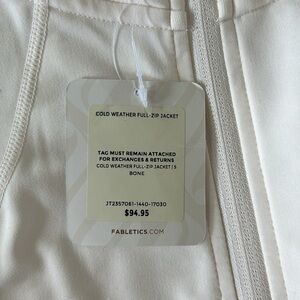 COLD WEATHER FULL-ZIP JACKET
TAG MUST REMAIN ATTACHED
FOR EXCHANGES & RETURNS
COLD WEATHER FULL-ZIP JACKET | S
BONE
JT2357061-1440-17030
$94.95
FABLETICS.COM